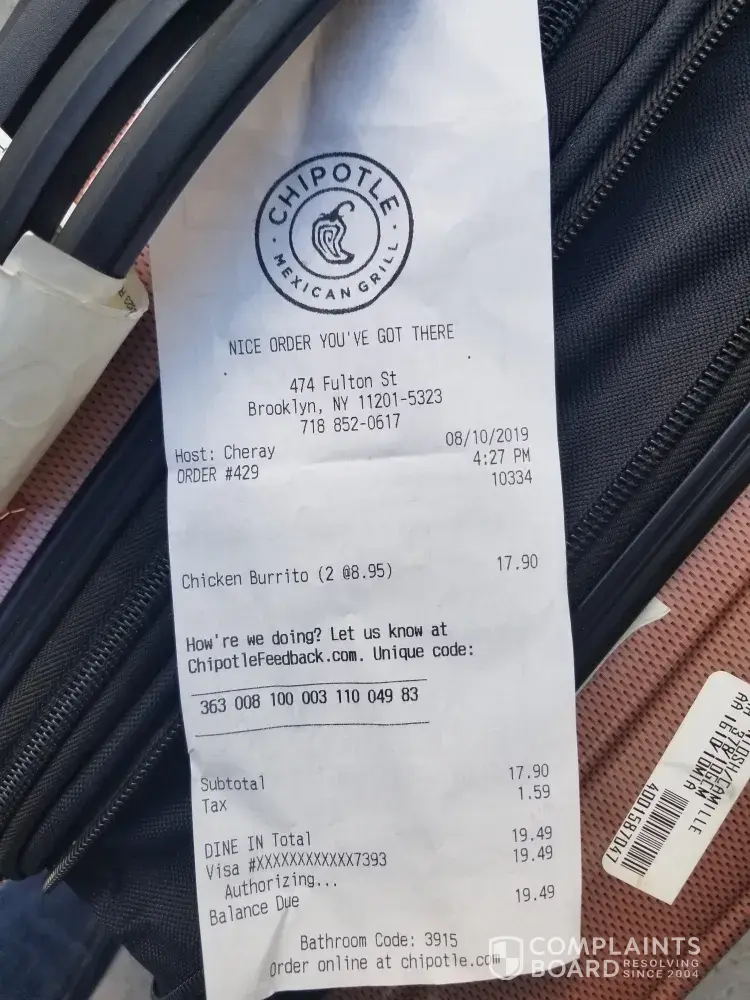 CHIPOTLE
MEXICAN GRILL
NICE ORDER YOU'VE GOT THERE
474 Fulton St
Brooklyn, NY 11201-5323
718 852-0617
Host: Cheray 08/10/2019
ORDER #429 4:27 PM
10334
Chicken Burrito (2 @8.95) 17.90
How're we doing? Let us know at
ChipotleFeedback.com. Unique code:
363 008 100 003 110 049 83
Subtotal 17.90
Tax 1.59
DINE IN Total 19.49
Visa #XXXXXXXXXXXX7393 19.49
Authorizing...
Balance Due 19.49
Bathroom Code: 3915
Order online at chipotle.com
4001587047
COMPLAINTS
BOARD RESOLVING
SINCE 2004